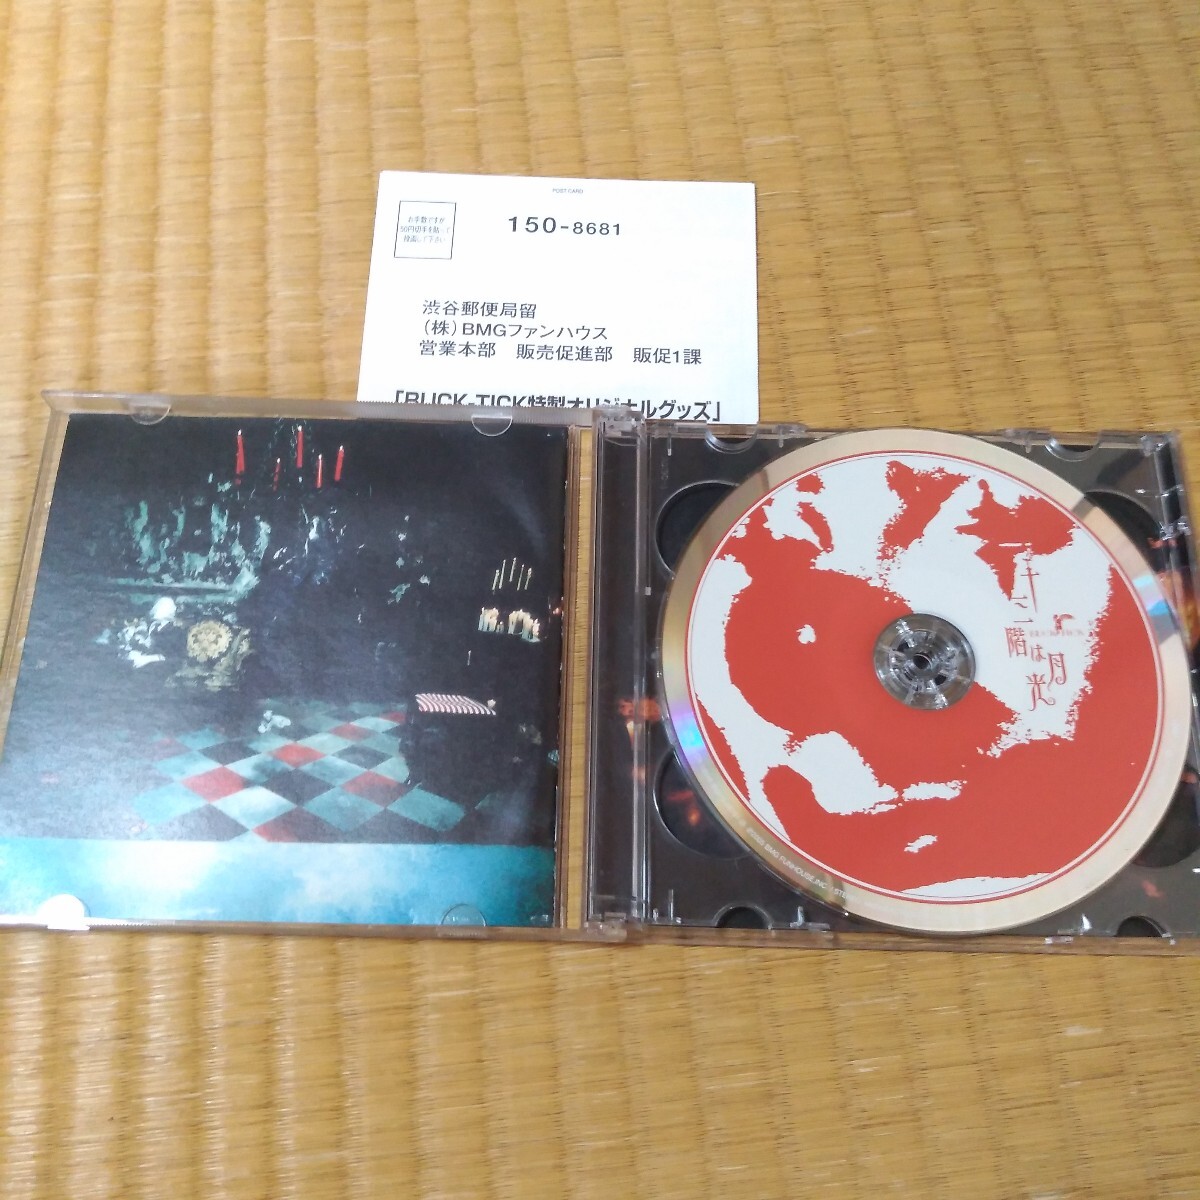 POST CARD
お手数ですが
50円切手を貼って
投函して下さい
150-8681
渋谷郵便局留
（株）BMGファンハウス
営業本部　販売促進部　販促1課
「BUCK-TICK特製オリジナルグッズ」
十三
階は
月光
BMG FUNHOUSE, INC.